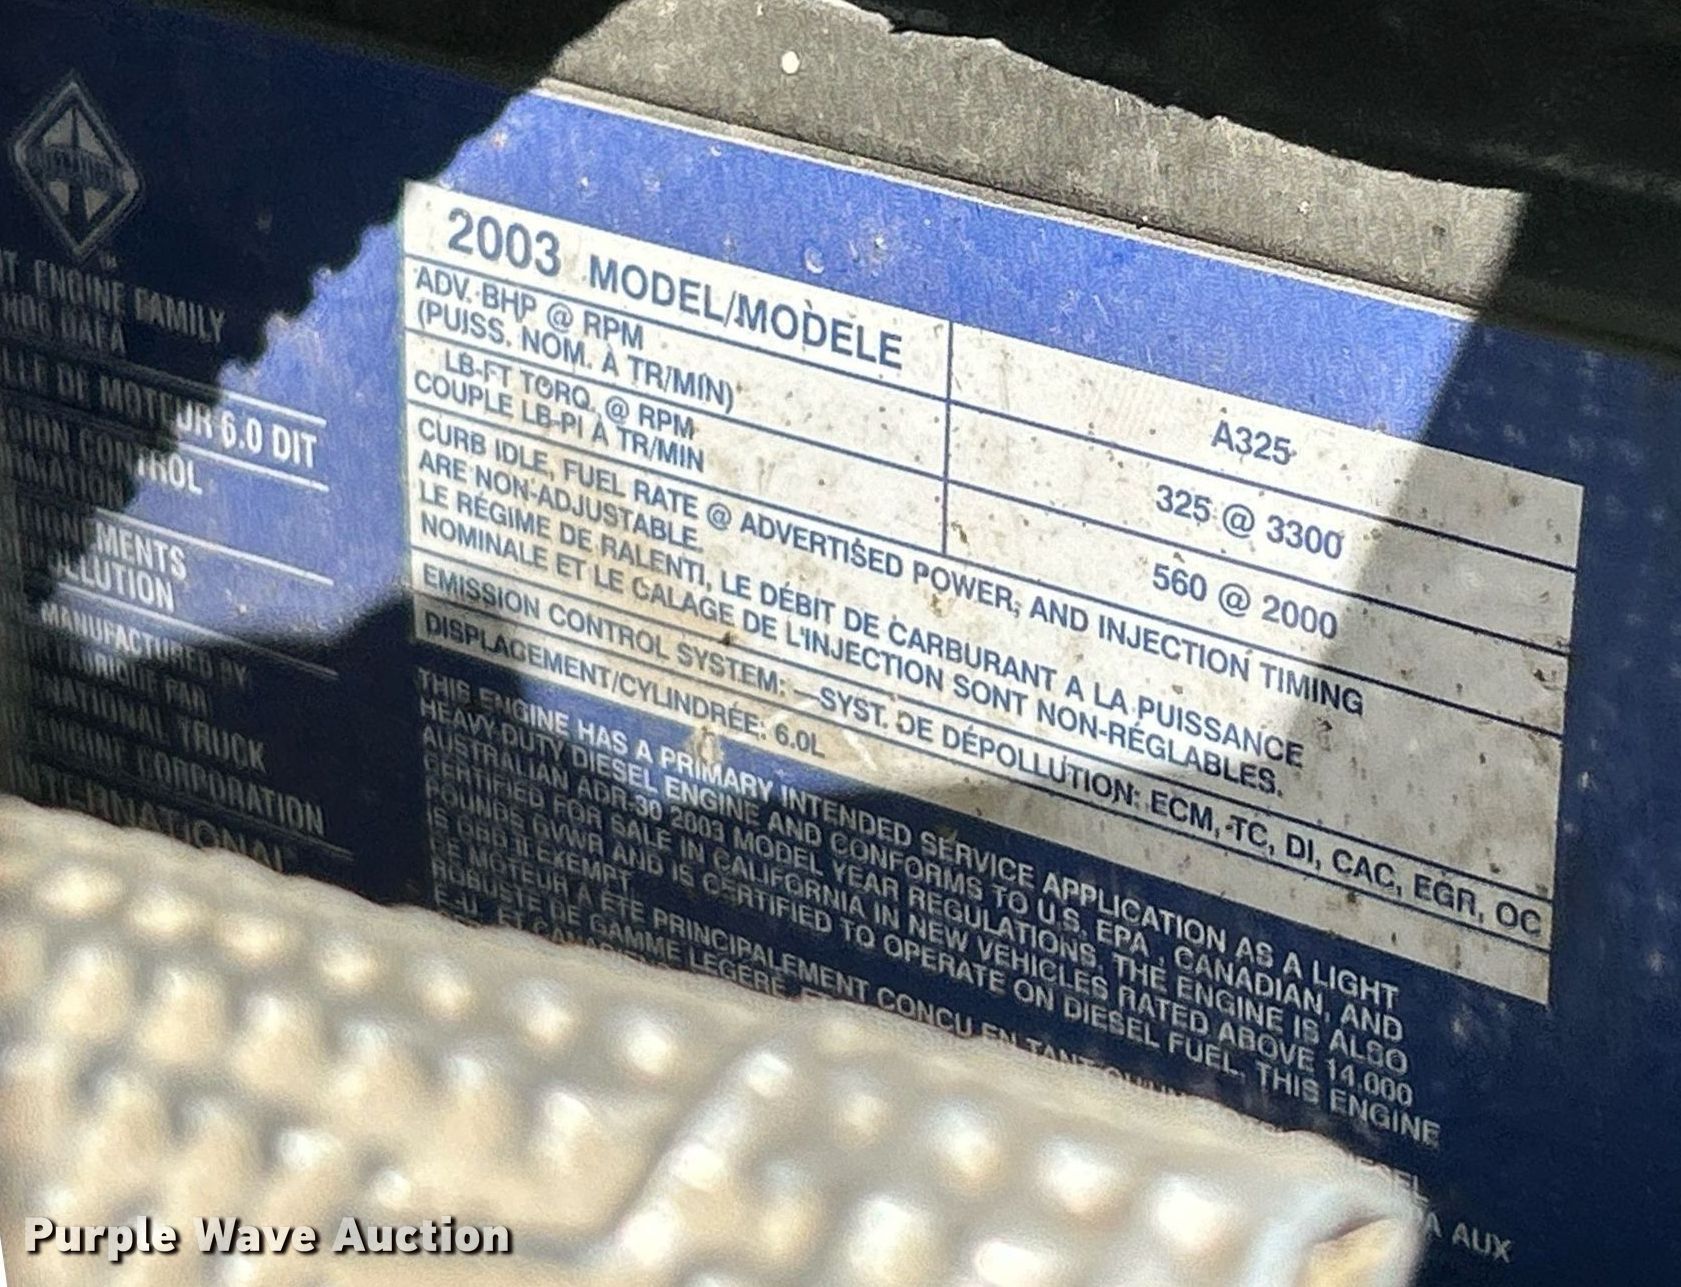 ENGINE FAMILY
DE MOTEUR 6.0 DIT
CONTROL
MANUFACTURED BY
TRUCK
ENGINE CORPORATION
2003 MODEL/MODÈLE
A325
ADV. BHP @ RPM
(PUISS. NOM. À TR/MIN)
325 @ 3300
LB-FT TORQ. @ RPM
COUPLE LB-PI À TR/MIN
560 @ 2000
CURB IDLE, FUEL RATE @ ADVERTISED POWER, AND INJECTION TIMING
ARE NON-ADJUSTABLE.
LE RÉGIME DE RALENTI, LE DÉBIT DE CARBURANT A LA PUISSANCE
NOMINALE ET LE CALAGE DE L'INJECTION SONT NON-RÉGLABLES.
EMISSION CONTROL SYSTEM: —SYST. DE DÉPOLLUTION: ECM, TC, DI, CAC, EGR, OC
DISPLACEMENT/CYLINDRÉE: 6.0L
THIS ENGINE HAS A PRIMARY INTENDED SERVICE APPLICATION AS A LIGHT
HEAVY-DUTY DIESEL ENGINE AND CONFORMS TO U.S. EPA, CANADIAN, AND
AUSTRALIAN ADR-30 2003 MODEL YEAR REGULATIONS. THE ENGINE IS ALSO
CERTIFIED FOR SALE IN CALIFORNIA IN NEW VEHICLES RATED ABOVE 14,000
POUNDS GVWR AND IS CERTIFIED TO OPERATE ON DIESEL FUEL. THIS ENGINE
IS OBD II EXEMPT.
CE MOTEUR A ÉTÉ PRINCIPALEMENT CONCU EN TANT
ROBUSTE DE GAMME LEGERE
A AUX
Purple Wave Auction